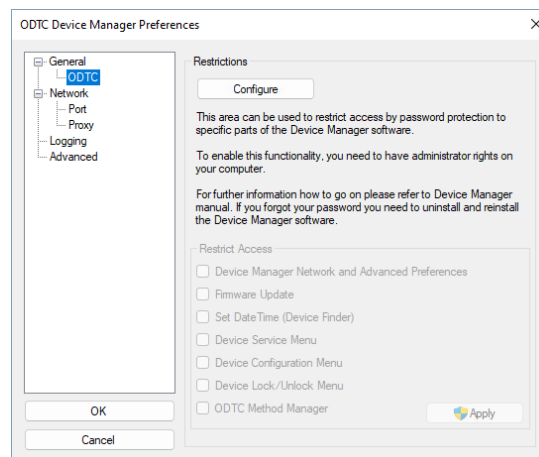 ODTC Device Manager Preferences
General
ODTC
Network
Port
Proxy
Logging
Advanced
OK
Cancel
Restrictions
Configure
This area can be used to restrict access by password protection to
specific parts of the Device Manager software.
To enable this functionality, you need to have administrator rights on
your computer.
For further information how to go on please refer to Device Manager
manual. If you forgot your password you need to uninstall and reinstall
the Device Manager software.
Restrict Access
Device Manager Network and Advanced Preferences
Firmware Update
Set DateTime (Device Finder)
Device Service Menu
Device Configuration Menu
Device Lock/Unlock Menu
ODTC Method Manager
Apply